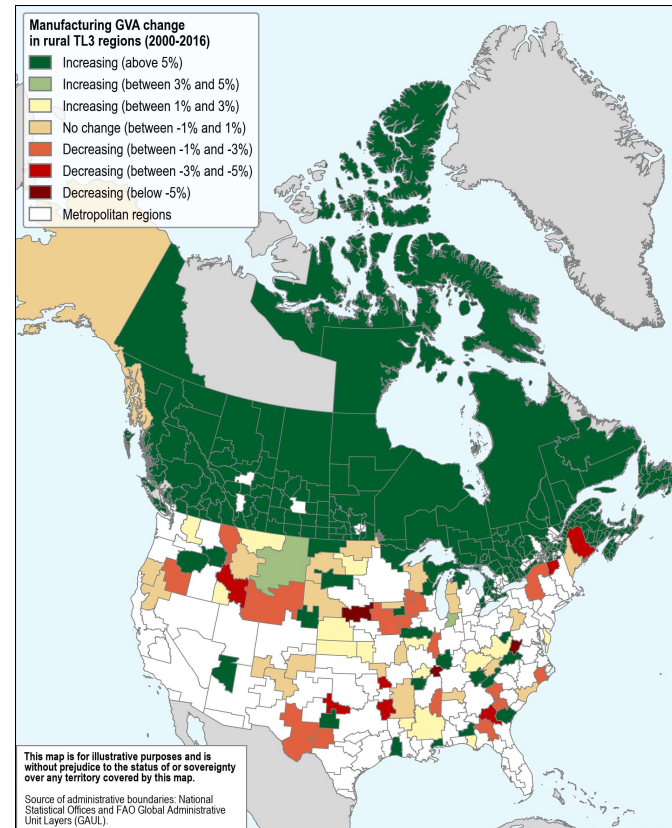 Manufacturing GVA change
in rural TL3 regions (2000-2016)
Increasing (above 5%)
Increasing (between 3% and 5%)
Increasing (between 1% and 3%)
No change (between -1% and 1%)
Decreasing (between -1% and -3%)
Decreasing (between -3% and -5%)
Decreasing (below -5%)
Metropolitan regions
This map is for illustrative purposes and is
without prejudice to the status of or sovereignty
over any territory covered by this map.
Source of administrative boundaries: National
Statistical Offices and FAO Global Administrative
Unit Layers (GAUL).